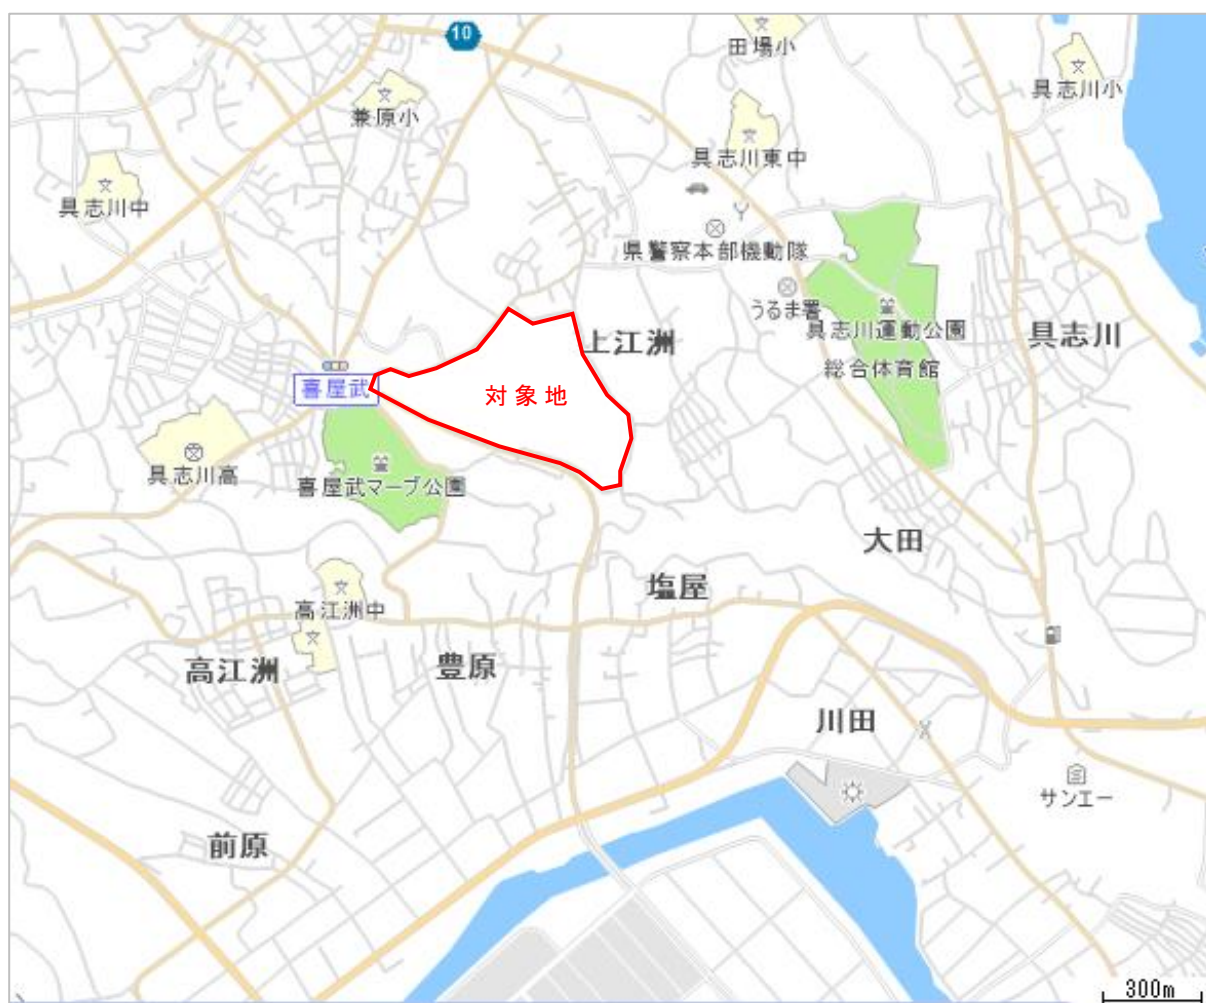 10
田場小
具志川小
兼原小
具志川東中
具志川中
県警察本部機動隊
うるま署
具志川運動公園
総合体育館
上江洲
具志川
喜屋武
対象地
具志川高
喜屋武マーブ公園
大田
塩屋
高江洲中
高江洲
豊原
川田
サンエー
前原
300m